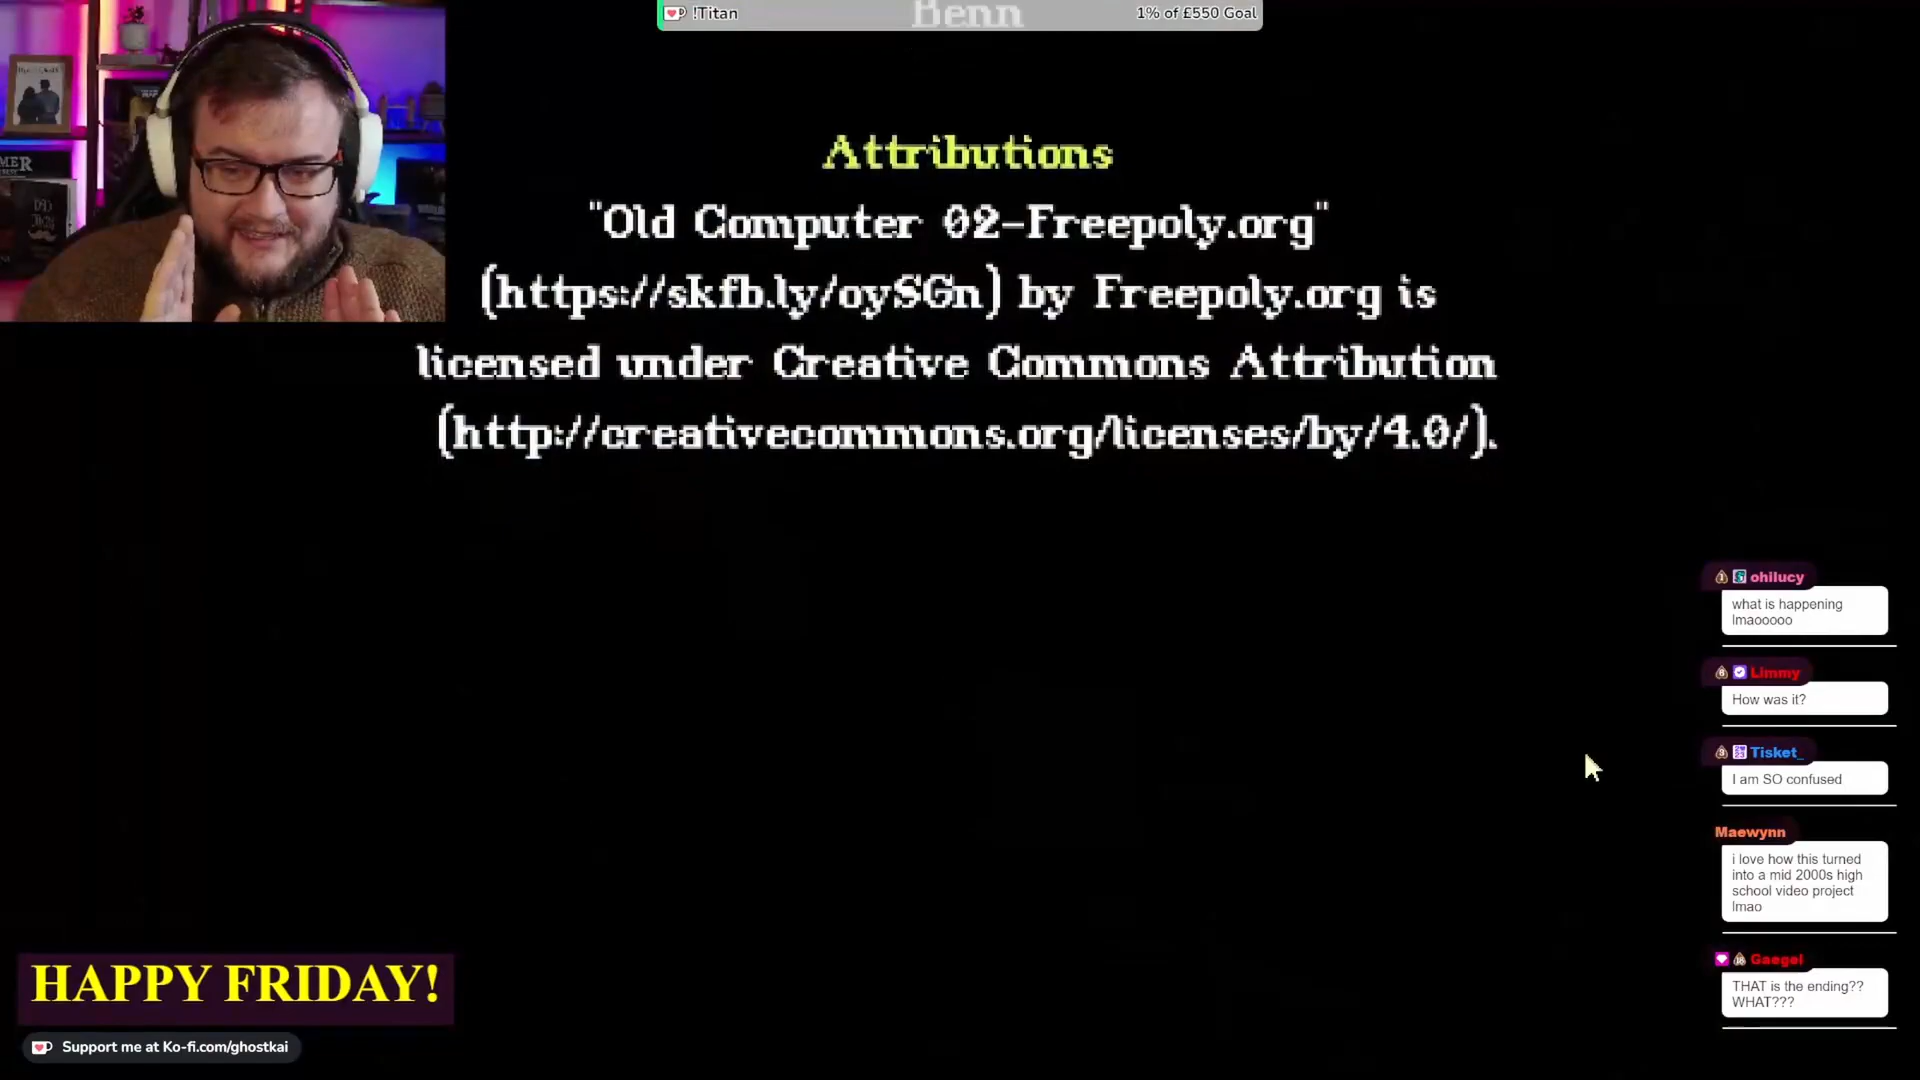 !Titan
Benn
1% of £550 Goal
Attributions
"Old Computer 02-Freepoly.org"
(https://skfb.ly/oySGn) by Freepoly.org is
licensed under Creative Commons Attribution
(http://creativecommons.org/licenses/by/4.0/).
ohilucy
what is happening
lmaooooo
Limmy
How was it?
Tisket_
I am SO confused
Maewynn
i love how this turned
into a mid 2000s high
school video project
lmao
Gaegel
THAT is the ending??
WHAT???
HAPPY FRIDAY!
Support me at Ko-fi.com/ghostkai